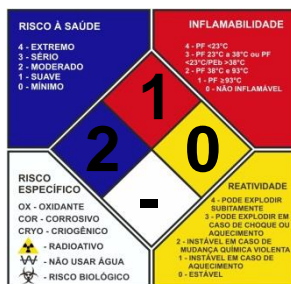 RISCO À SAÚDE
4 - EXTREMO
3 - SÉRIO
2 - MODERADO
1 - SUAVE
0 - MÍNIMO
INFLAMABILIDADE
4 - PF <23°C
3 - PF 23°C a 38°C ou PF
<23°C/PEb >38°C
2 - PF 38°C e 93°C
1 - PF ≥93°C
0 - NÃO INFLAMÁVEL
1
2
0
-
RISCO
ESPECÍFICO
OX - OXIDANTE
COR - CORROSIVO
CRYO - CRIOGÊNICO
- RADIOATIVO
W - NÃO USAR ÁGUA
- RISCO BIOLÓGICO
REATIVIDADE
4 - PODE EXPLODIR
SUBITAMENTE
3 - PODE EXPLODIR EM
CASO DE CHOQUE OU
AQUECIMENTO
2 - INSTÁVEL EM CASO DE
MUDANÇA QUÍMICA VIOLENTA
1 - INSTÁVEL EM CASO DE
AQUECIMENTO
0 - ESTÁVEL